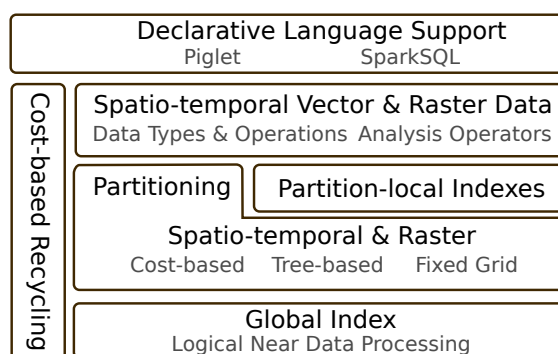 Declarative Language Support
Piglet SparkSQL
Cost-based Recycling
Spatio-temporal Vector & Raster Data
Data Types & Operations Analysis Operators
Partitioning
Partition-local Indexes
Spatio-temporal & Raster
Cost-based Tree-based Fixed Grid
Global Index
Logical Near Data Processing